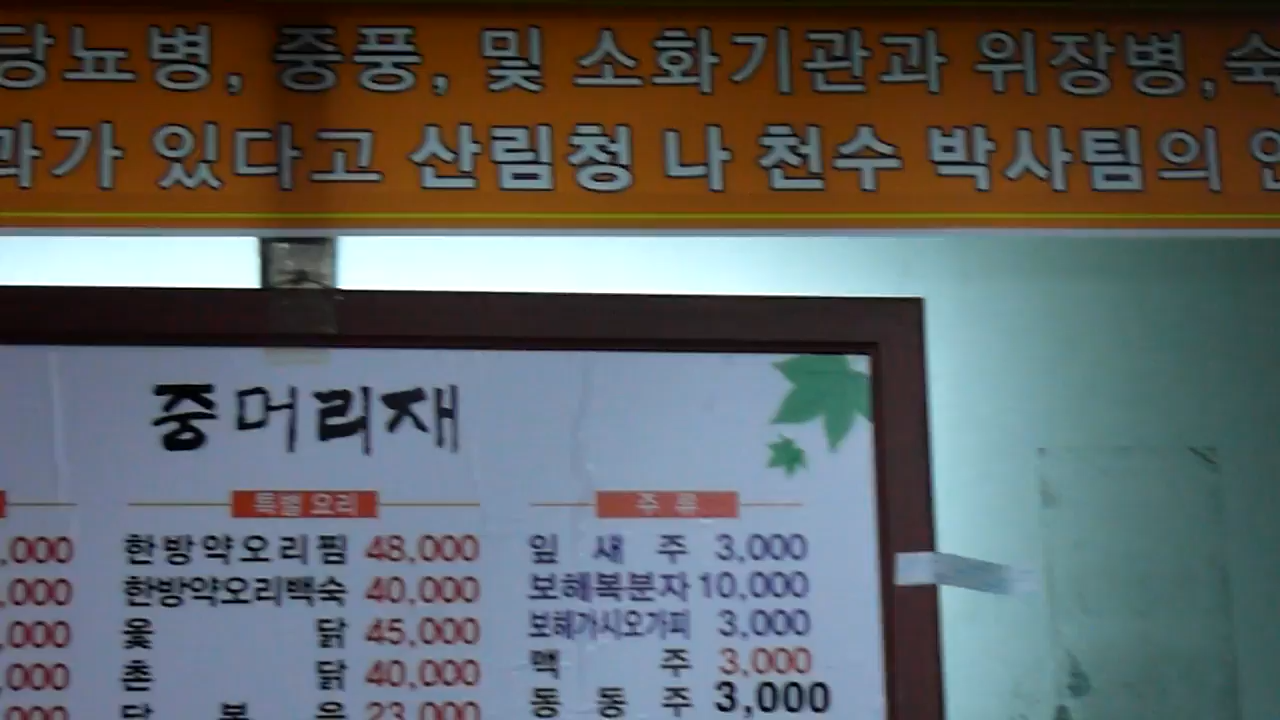 당뇨병, 중풍, 및 소화기관과 위장병,숙
과가 있다고 산림청 나 천수 박사팀의
중머리재
특별요리
주류
,000
한방약오리찜 48,000
잎새주 3,000
,000
한방약오리백숙 40,000
보해복분자 10,000
,000
옻닭 45,000
보해가시오가피 3,000
,000
촌닭 40,000
맥주 3,000
,000
23,000
동동주 3,000